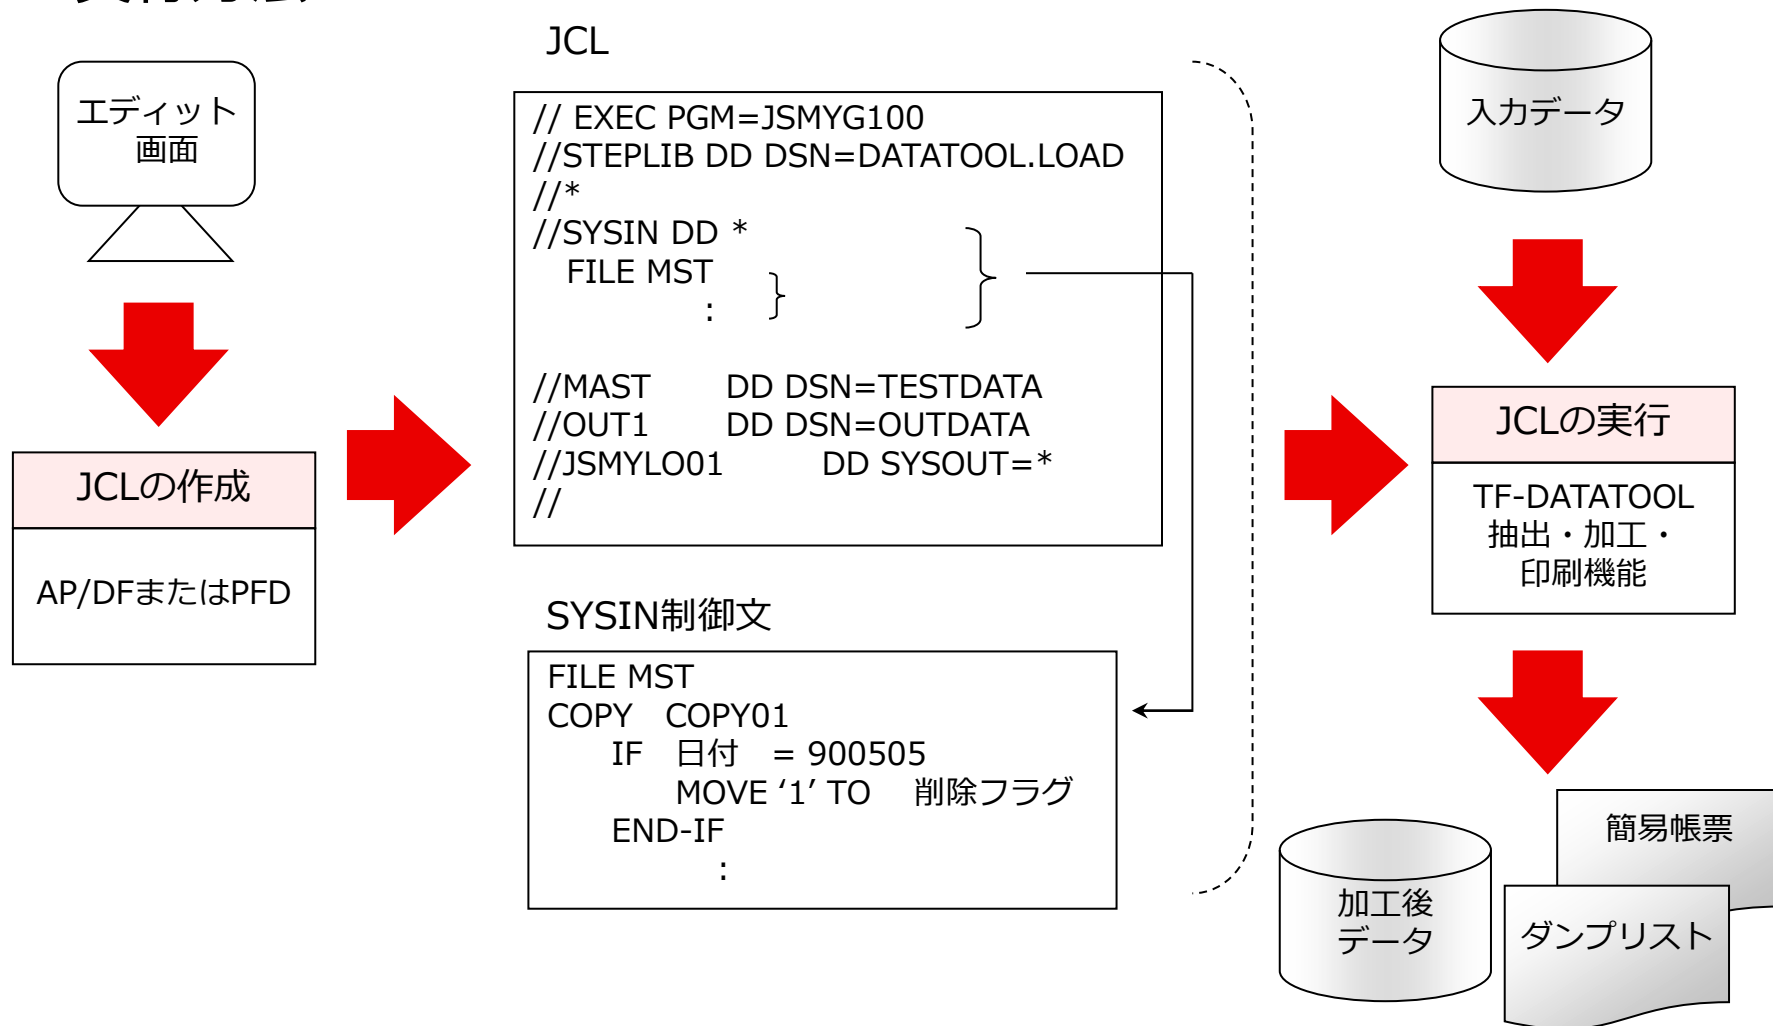 エディット
画面
JCLの作成
AP/DFまたはPFD
JCL
// EXEC PGM=JSMYG100
//STEPLIB DD DSN=DATATOOL.LOAD
//*
//SYSIN DD *
FILE MST
:
//MAST DD DSN=TESTDATA
//OUT1 DD DSN=OUTDATA
//JSMYLO01 DD SYSOUT=*
//
SYSIN制御文
FILE MST
COPY COPY01
IF 日付 = 900505
MOVE ‘1’ TO 削除フラグ
END-IF
:
入力データ
JCLの実行
TF-DATATOOL
抽出・加工・
印刷機能
加工後
データ
簡易帳票
ダンプリスト